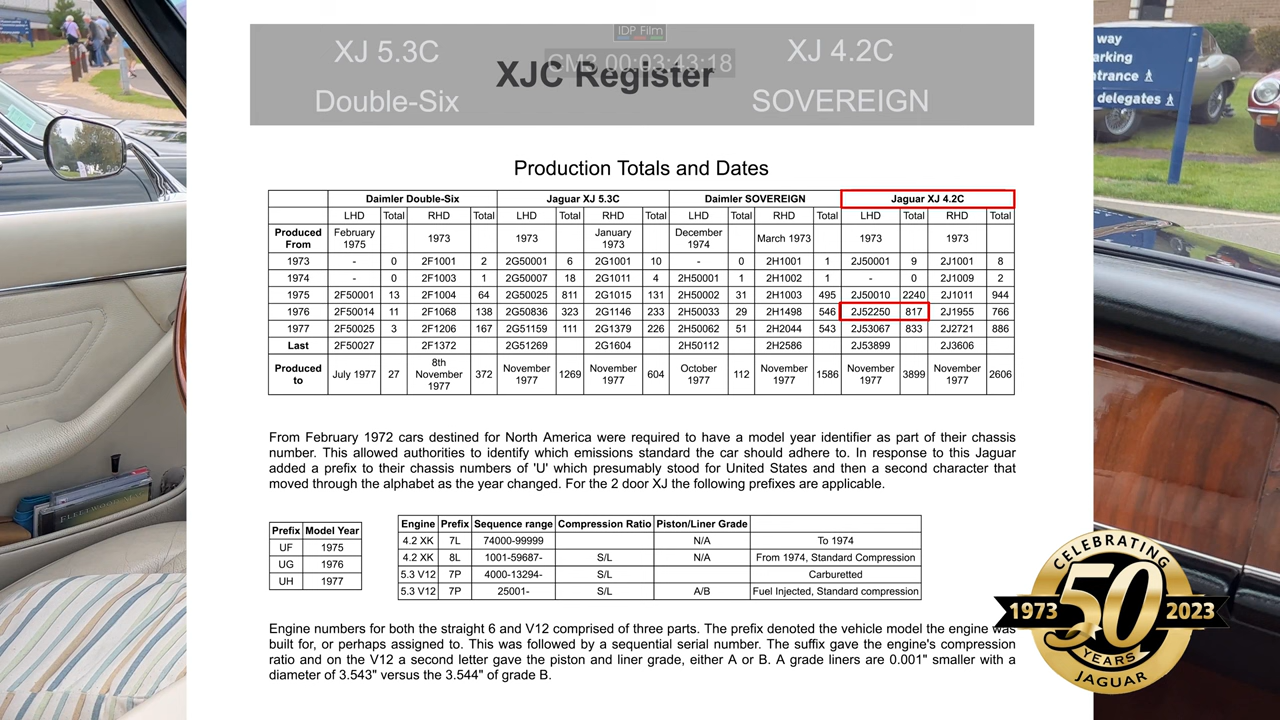 IDP Film
XJ 5.3C
XJ 4.2C
CM3 00:03:43:18
XJC Register
Double-Six
SOVEREIGN
way
arking
trance
delegates
Production Totals and Dates
Daimler Double-Six Jaguar XJ 5.3C Daimler SOVEREIGN Jaguar XJ 4.2C
LHD Total RHD Total LHD Total RHD Total LHD Total RHD Total LHD Total RHD Total
Produced From February 1975 1973 1973 January 1973 December 1974 March 1973 1973 1973
1973 - 0 2F1001 2 2G50001 6 2G1001 10 - 0 2H1001 1 2J50001 9 2J1001 8
1974 - 0 2F1003 1 2G50007 18 2G1011 4 2H50001 1 2H1002 1 - 0 2J1009 2
1975 2F50001 13 2F1004 64 2G50025 811 2G1015 131 2H50002 31 2H1003 495 2J50010 2240 2J1011 944
1976 2F50014 11 2F1068 138 2G50836 323 2G1146 233 2H50033 29 2H1498 546 2J52250 817 2J1955 766
1977 2F50025 3 2F1206 167 2G51159 111 2G1379 226 2H50062 51 2H2044 543 2J53067 833 2J2721 886
Last 2F50027 2F1372 2G51269 2G1604 2H50112 2H2586 2J53899 2J3606
Produced to July 1977 27 8th November 1977 372 November 1977 1269 November 1977 604 October 1977 112 November 1977 1586 November 1977 3899 November 1977 2606
From February 1972 cars destined for North America were required to have a model year identifier as part of their chassis
number. This allowed authorities to identify which emissions standard the car should adhere to. In response to this Jaguar
added a prefix to their chassis numbers of 'U' which presumably stood for United States and then a second character that
moved through the alphabet as the year changed. For the 2 door XJ the following prefixes are applicable.
Prefix Model Year
UF 1975
UG 1976
UH 1977
Engine Prefix Sequence range Compression Ratio Piston/Liner Grade
4.2 XK 7L 74000-99999 N/A To 1974
4.2 XK 8L 1001-59687- S/L N/A From 1974, Standard Compression
5.3 V12 7P 4000-13294- S/L Carburetted
5.3 V12 7P 25001- S/L A/B Fuel Injected, Standard compression
Engine numbers for both the straight 6 and V12 comprised of three parts. The prefix denoted the vehicle model the engine was
built for, or perhaps assigned to. This was followed by a sequential serial number. The suffix gave the engine's compression
ratio and on the V12 a second letter gave the piston and liner grade, either A or B. A grade liners are 0.001" smaller with a
diameter of 3.543" versus the 3.544" of grade B.
CELEBRATING
1973 50 2023
YEARS
JAGUAR
FLEETWOOD MAC